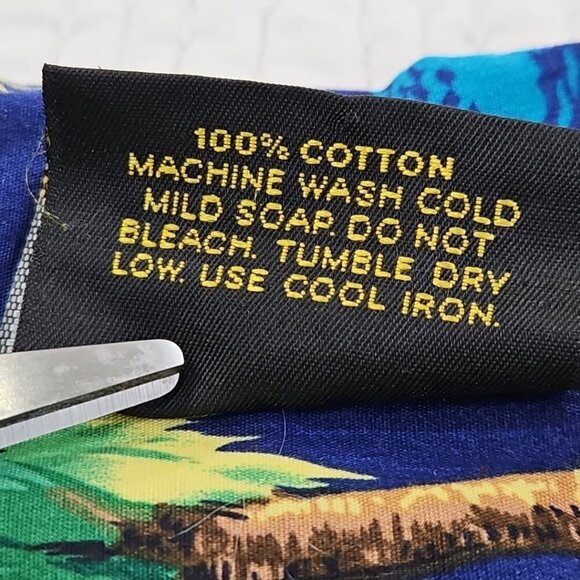 100% COTTON
MACHINE WASH COLD
MILD SOAP. DO NOT
BLEACH. TUMBLE DRY
LOW. USE COOL IRON.